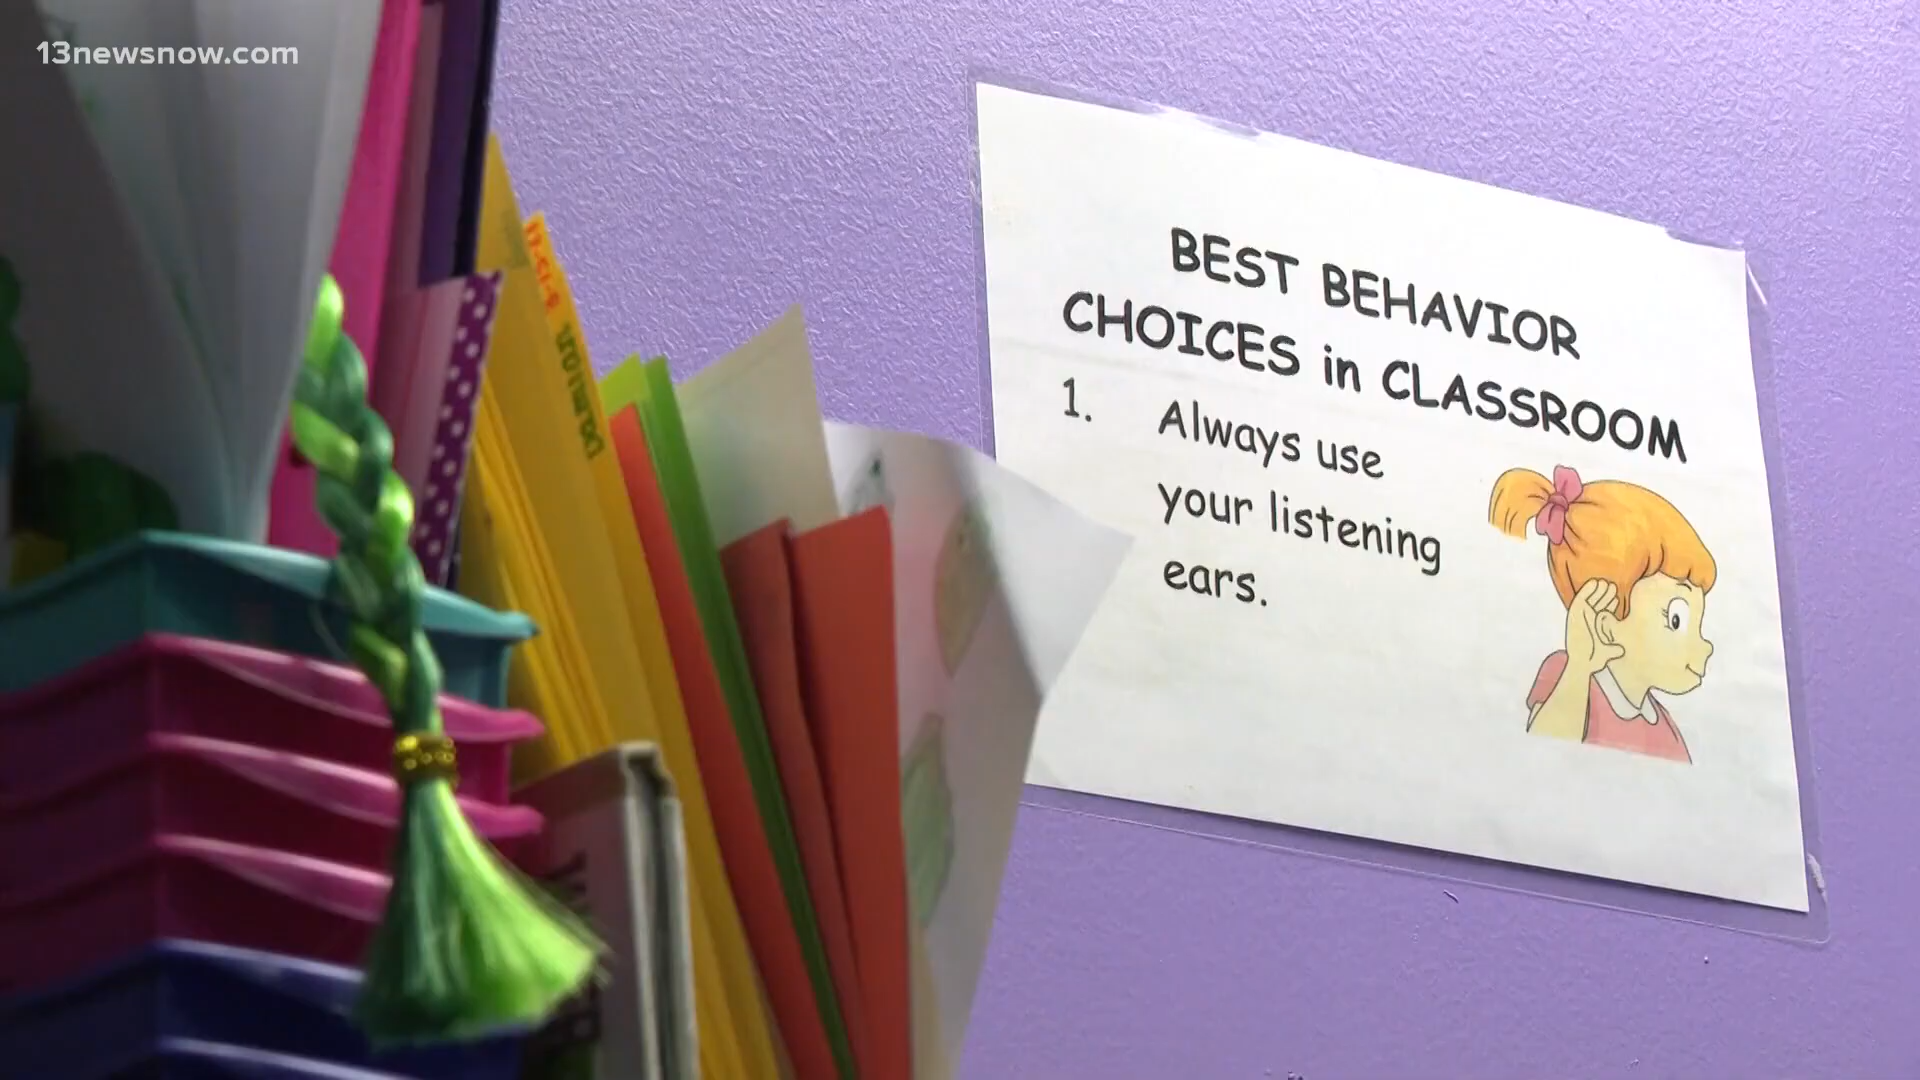 13newsnow.com
BEST BEHAVIOR
CHOICES in CLASSROOM
1. Always use
your listening
ears.